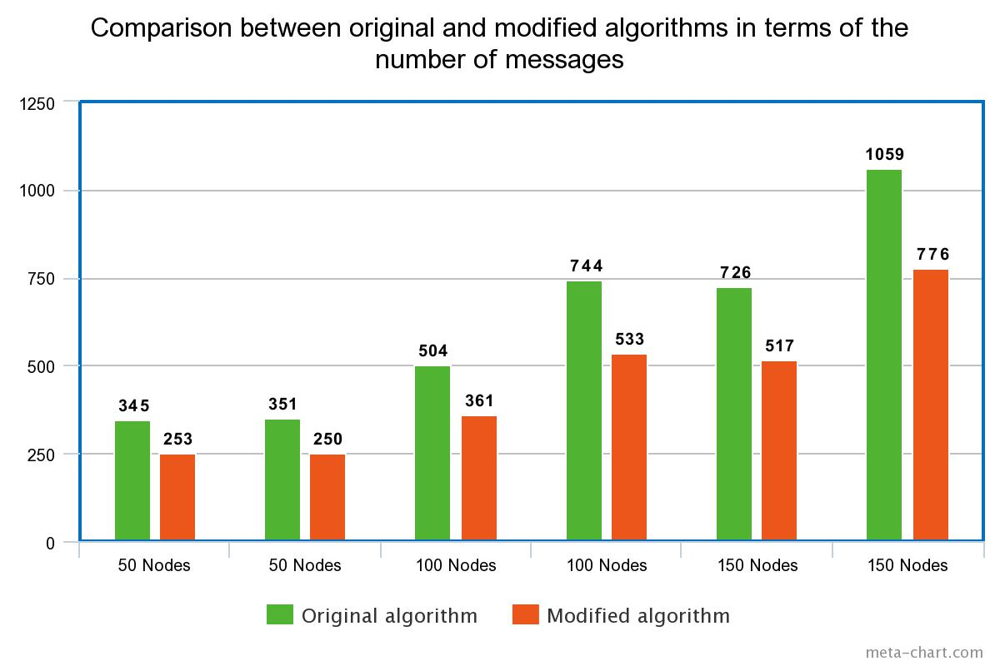 Comparison between original and modified algorithms in terms of the
number of messages
1250
1000
750
500
250
0
345
253
351
250
504
361
744
533
726
517
1059
776
50 Nodes
50 Nodes
100 Nodes
100 Nodes
150 Nodes
150 Nodes
Original algorithm
Modified algorithm
meta-chart.com